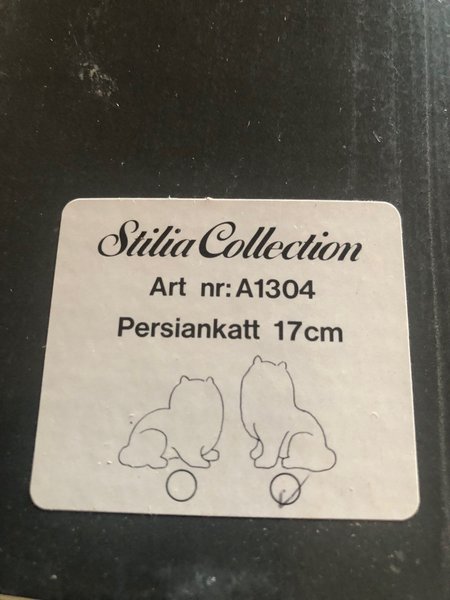 Stilia Collection
Art nr: A1304
Persiankatt 17cm